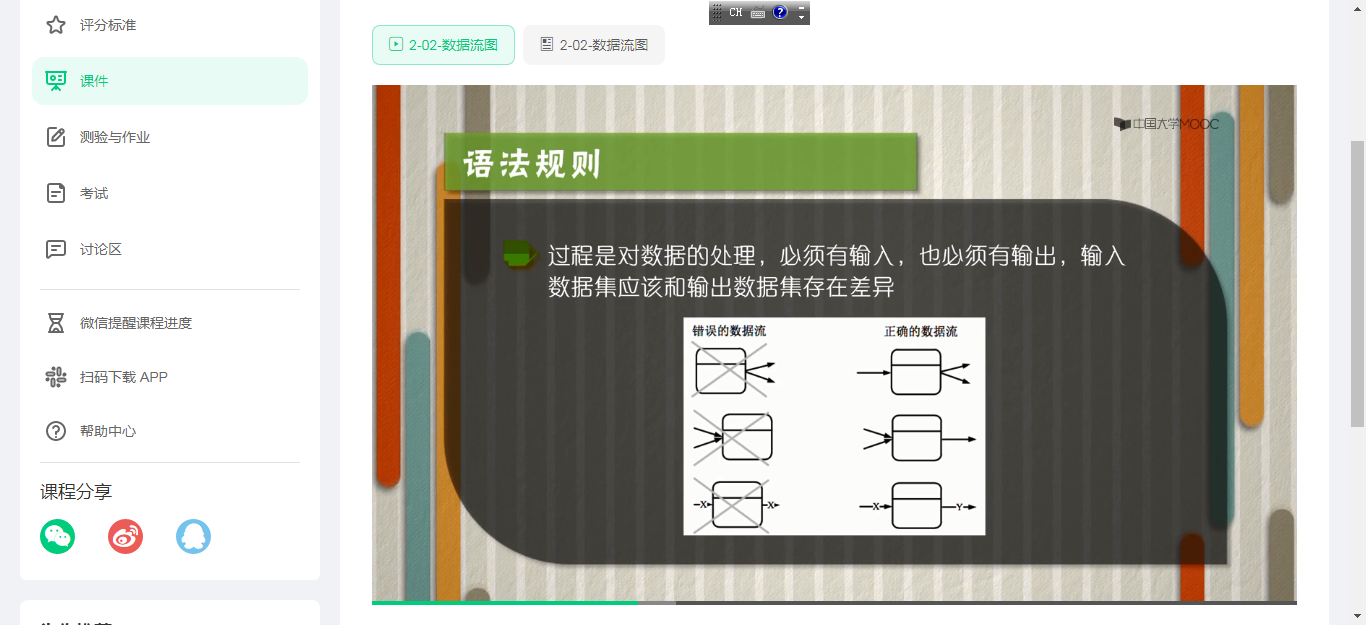 评分标准
课件
测验与作业
考试
讨论区
微信提醒课程进度
扫码下载 APP
帮助中心
课程分享
CH
2-02-数据流图
2-02-数据流图
中国大学MOOC
语法规则
过程是对数据的处理，必须有输入，也必须有输出，输入
数据集应该和输出数据集存在差异
错误的数据流
正确的数据流
X
X
X
Y